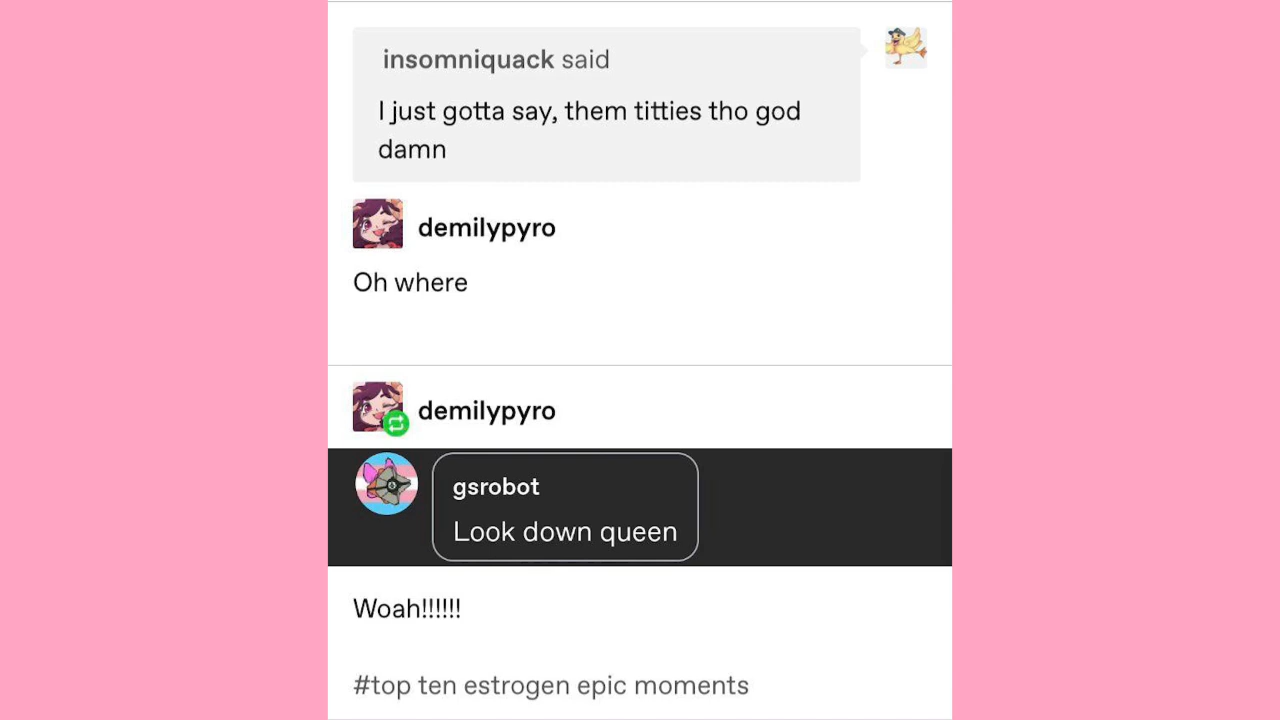 insomniquack said
I just gotta say, them titties tho god
damn
demilypyro
Oh where
demilypyro
gsrobot
Look down queen
Woah!!!!!!
#top ten estrogen epic moments